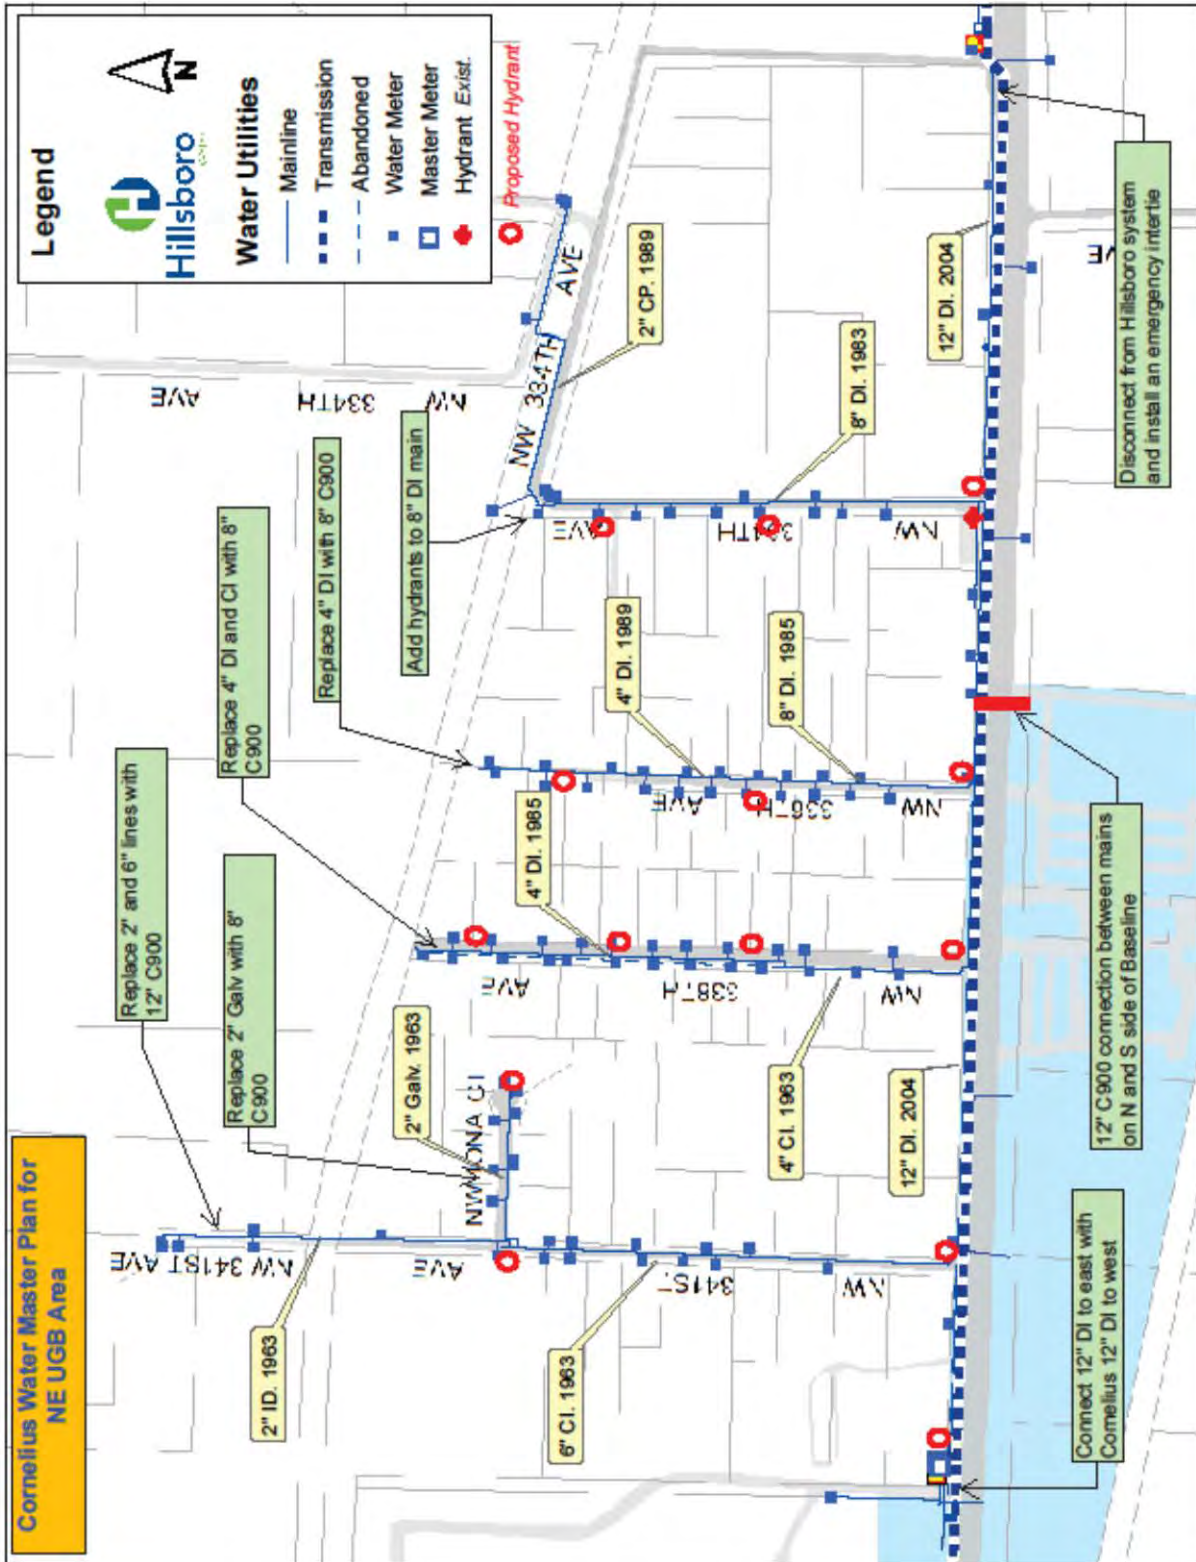 Cornelius Water Master Plan for
NE UGB Area
Legend
Hillsboro
N
Water Utilities
Mainline
Transmission
Abandoned
Water Meter
Master Meter
Hydrant Exist.
Proposed Hydrant
Replace 2" and 6" lines with
12" C900
Replace 2" Galv with 8"
C900
Replace 4" DI and CI with 8"
C900
Replace 4" DI with 8" C900
Add hydrants to 8" DI main
NW 341ST AVE
AVE
341ST
NW
NW MONA CT
AVE
338TH
NW
AVE
336TH
NW
AVE
334TH
NW
NW 334TH AVE
NW
334TH
AVE
2" ID. 1963
6" CI. 1963
2" Galv. 1963
4" CI. 1963
12" DI. 2004
4" DI. 1985
4" DI. 1989
8" DI. 1985
8" DI. 1983
2" CP. 1989
12" DI. 2004
Connect 12" DI to east with
Cornelius 12" DI to west
12" C900 connection between mains
on N and S side of Baseline
Disconnect from Hillsboro system
and install an emergency intertie